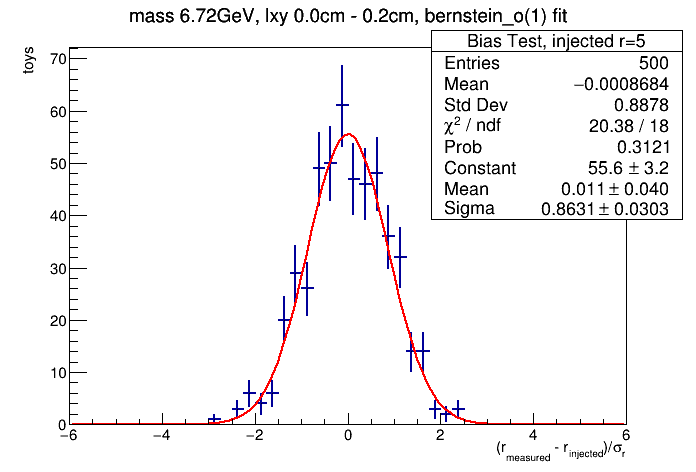 mass 6.72GeV, lxy 0.0cm - 0.2cm, bernstein_o(1) fit
Bias Test, injected r=5
Entries 500
Mean −0.0008684
Std Dev 0.8878
χ² / ndf 20.38 / 18
Prob 0.3121
Constant 55.6 ± 3.2
Mean 0.011 ± 0.040
Sigma 0.8631 ± 0.0303
toys
70
60
50
40
30
20
10
0
−6 −4 −2 0 2 4 6
(r_measured - r_injected)/σ_r